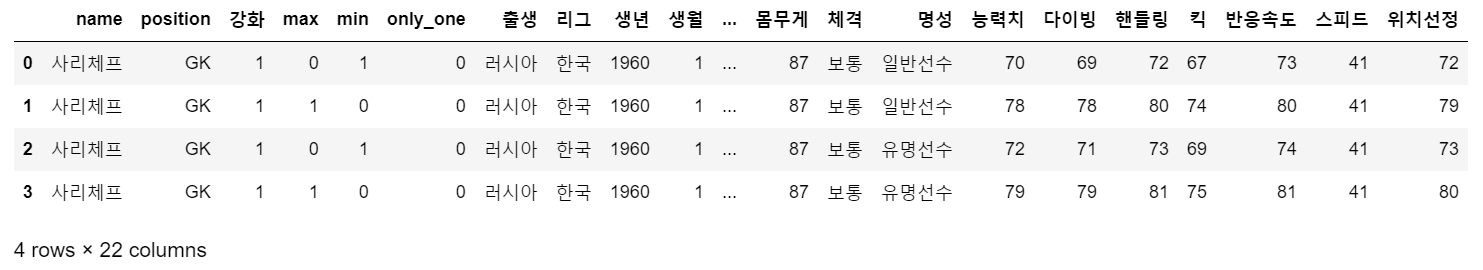 name position 강화 max min only_one 출생 리그 생년 생월 ... 몸무게 체격 명성 능력치 다이빙 핸들링 킥 반응속도 스피드 위치선정
0 사리체프 GK 1 0 1 0 러시아 한국 1960 1 ... 87 보통 일반선수 70 69 72 67 73 41 72
1 사리체프 GK 1 1 0 0 러시아 한국 1960 1 ... 87 보통 일반선수 78 78 80 74 80 41 79
2 사리체프 GK 1 0 1 0 러시아 한국 1960 1 ... 87 보통 유명선수 72 71 73 69 74 41 73
3 사리체프 GK 1 1 0 0 러시아 한국 1960 1 ... 87 보통 유명선수 79 79 81 75 81 41 80
4 rows × 22 columns